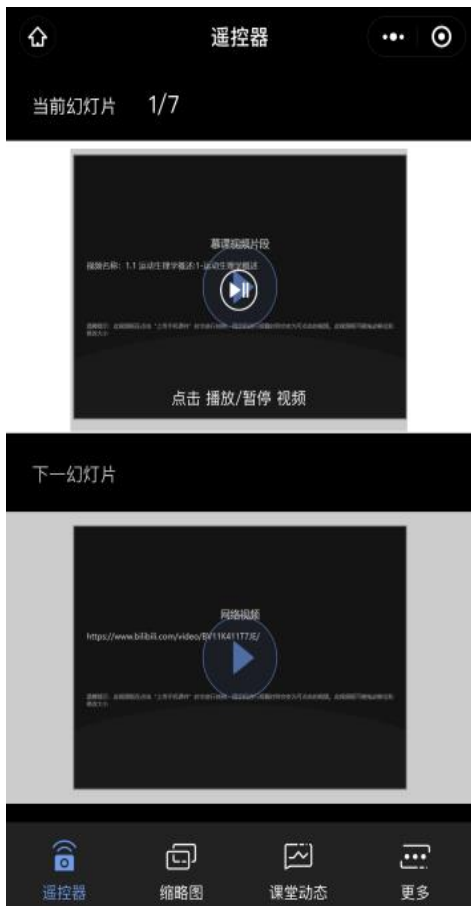 遥控器
当前幻灯片 1/7
慕课视频片段
视频名称：1.1 运动生理学概述:1-运动生理学概述
点击 播放/暂停 视频
下一幻灯片
网络视频
https://www.bilibili.com/video/BV11K411T7JE/
遥控器 缩略图 课堂动态 更多